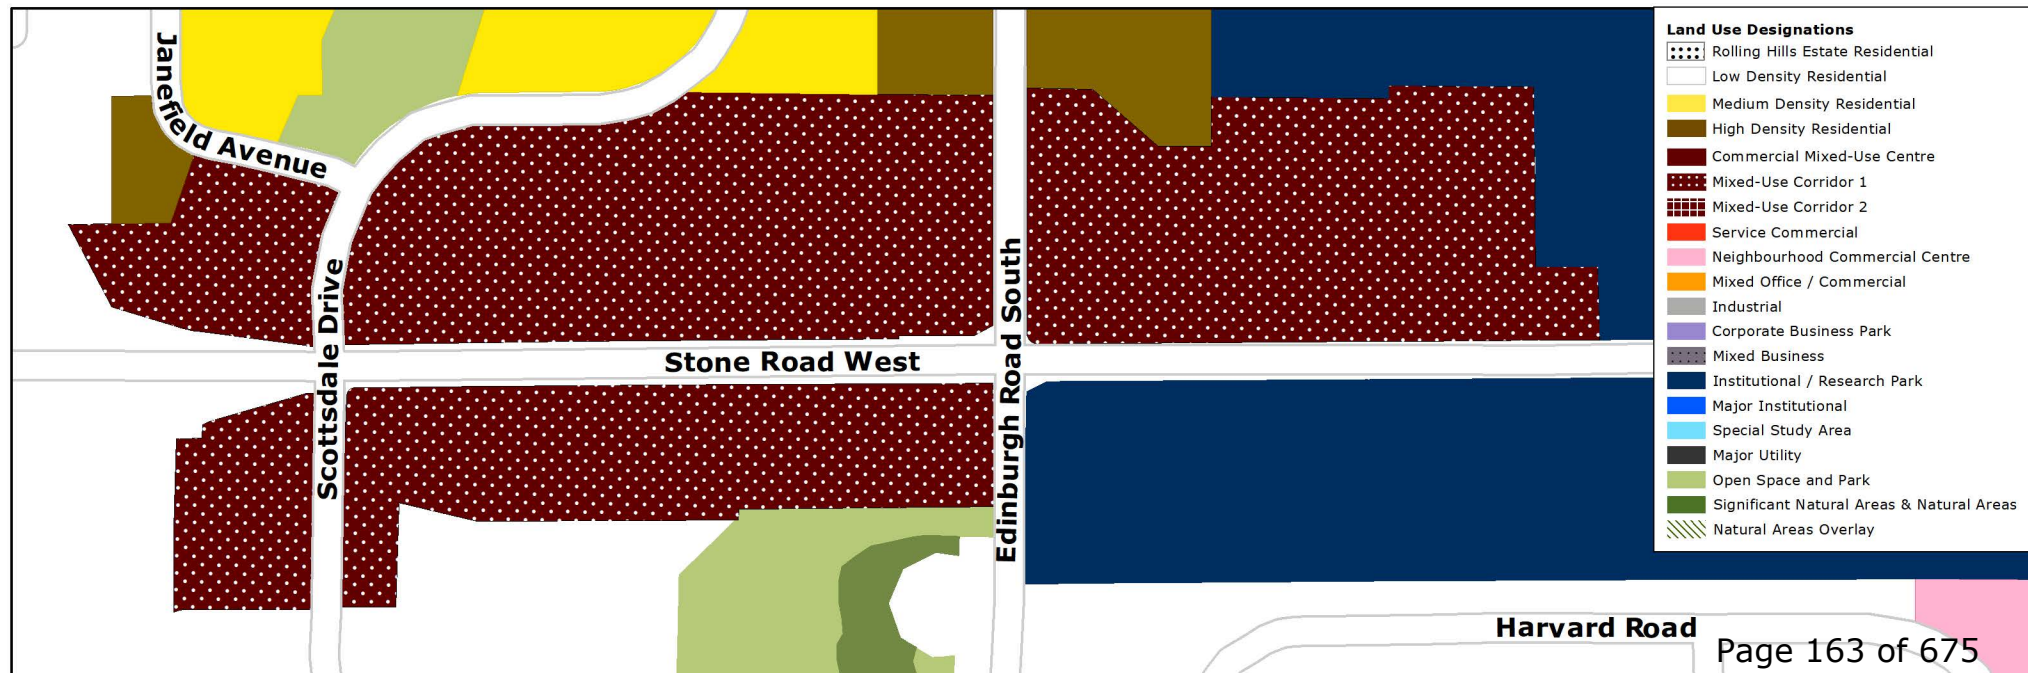 Janefield Avenue
Scottsdale Drive
Stone Road West
Edinburgh Road South
Harvard Road
Land Use Designations
Rolling Hills Estate Residential
Low Density Residential
Medium Density Residential
High Density Residential
Commercial Mixed-Use Centre
Mixed-Use Corridor 1
Mixed-Use Corridor 2
Service Commercial
Neighbourhood Commercial Centre
Mixed Office / Commercial
Industrial
Corporate Business Park
Mixed Business
Institutional / Research Park
Major Institutional
Special Study Area
Major Utility
Open Space and Park
Significant Natural Areas & Natural Areas
Natural Areas Overlay
Page 163 of 675